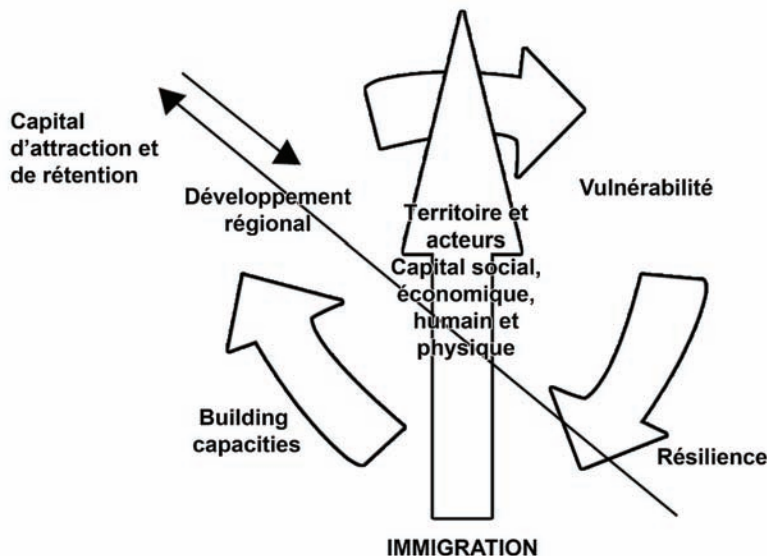 Capital
d'attraction et
de rétention
Développement
régional
Territoire et
acteurs
Capital social,
économique,
humain et
physique
Vulnérabilité
Building
capacities
Résilience
IMMIGRATION